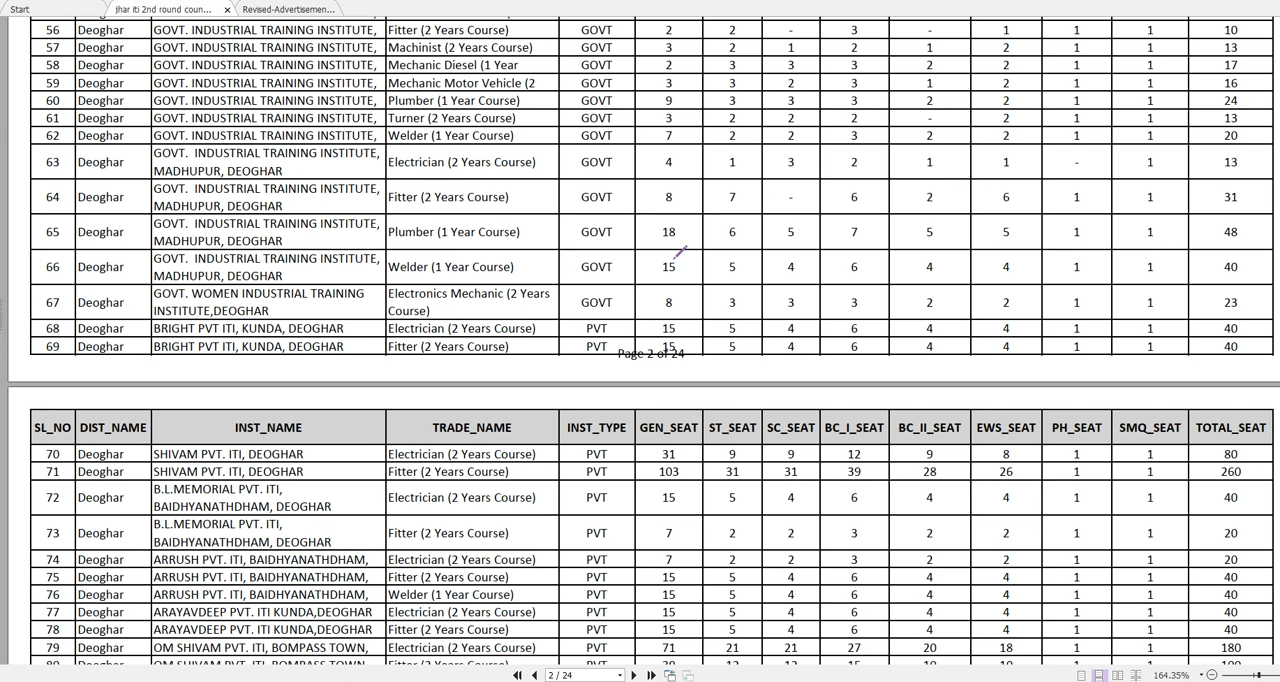 Start jhar iti 2nd round coun... × Revised-Advertisemen...
56 Deoghar GOVT. INDUSTRIAL TRAINING INSTITUTE, Fitter (2 Years Course) GOVT 2 2 - 3 - 1 1 1 10
57 Deoghar GOVT. INDUSTRIAL TRAINING INSTITUTE, Machinist (2 Years Course) GOVT 3 2 1 2 1 2 1 1 13
58 Deoghar GOVT. INDUSTRIAL TRAINING INSTITUTE, Mechanic Diesel (1 Year GOVT 2 3 3 3 2 2 1 1 17
59 Deoghar GOVT. INDUSTRIAL TRAINING INSTITUTE, Mechanic Motor Vehicle (2 GOVT 3 3 2 3 1 2 1 1 16
60 Deoghar GOVT. INDUSTRIAL TRAINING INSTITUTE, Plumber (1 Year Course) GOVT 9 3 3 3 2 2 1 1 24
61 Deoghar GOVT. INDUSTRIAL TRAINING INSTITUTE, Turner (2 Years Course) GOVT 3 2 2 2 - 2 1 1 13
62 Deoghar GOVT. INDUSTRIAL TRAINING INSTITUTE, Welder (1 Year Course) GOVT 7 2 2 3 2 2 1 1 20
63 Deoghar GOVT. INDUSTRIAL TRAINING INSTITUTE, Electrician (2 Years Course) GOVT 4 1 3 2 1 1 - 1 13
MADHUPUR, DEOGHAR
64 Deoghar GOVT. INDUSTRIAL TRAINING INSTITUTE, Fitter (2 Years Course) GOVT 8 7 - 6 2 6 1 1 31
MADHUPUR, DEOGHAR
65 Deoghar GOVT. INDUSTRIAL TRAINING INSTITUTE, Plumber (1 Year Course) GOVT 18 6 5 7 5 5 1 1 48
MADHUPUR, DEOGHAR
66 Deoghar GOVT. INDUSTRIAL TRAINING INSTITUTE, Welder (1 Year Course) GOVT 15 5 4 6 4 4 1 1 40
MADHUPUR, DEOGHAR
67 Deoghar GOVT. WOMEN INDUSTRIAL TRAINING Electronics Mechanic (2 Years GOVT 8 3 3 3 2 2 1 1 23
INSTITUTE,DEOGHAR Course)
68 Deoghar BRIGHT PVT ITI, KUNDA, DEOGHAR Electrician (2 Years Course) PVT 15 5 4 6 4 4 1 1 40
69 Deoghar BRIGHT PVT ITI, KUNDA, DEOGHAR Fitter (2 Years Course) PVT 15 5 4 6 4 4 1 1 40
Page 2 of 24
SL_NO DIST_NAME INST_NAME TRADE_NAME INST_TYPE GEN_SEAT ST_SEAT SC_SEAT BC_I_SEAT BC_II_SEAT EWS_SEAT PH_SEAT SMQ_SEAT TOTAL_SEAT
70 Deoghar SHIVAM PVT. ITI, DEOGHAR Electrician (2 Years Course) PVT 31 9 9 12 9 8 1 1 80
71 Deoghar SHIVAM PVT. ITI, DEOGHAR Fitter (2 Years Course) PVT 103 31 31 39 28 26 1 1 260
72 Deoghar B.L.MEMORIAL PVT. ITI, Electrician (2 Years Course) PVT 15 5 4 6 4 4 1 1 40
BAIDHYANATHDHAM, DEOGHAR
73 Deoghar B.L.MEMORIAL PVT. ITI, Fitter (2 Years Course) PVT 7 2 2 3 2 2 1 1 20
BAIDHYANATHDHAM, DEOGHAR
74 Deoghar ARRUSH PVT. ITI, BAIDHYANATHDHAM, Electrician (2 Years Course) PVT 7 2 2 3 2 2 1 1 20
75 Deoghar ARRUSH PVT. ITI, BAIDHYANATHDHAM, Fitter (2 Years Course) PVT 15 5 4 6 4 4 1 1 40
76 Deoghar ARRUSH PVT. ITI, BAIDHYANATHDHAM, Welder (1 Year Course) PVT 15 5 4 6 4 4 1 1 40
77 Deoghar ARAYAVDEEP PVT. ITI KUNDA,DEOGHAR Electrician (2 Years Course) PVT 15 5 4 6 4 4 1 1 40
78 Deoghar ARAYAVDEEP PVT. ITI KUNDA,DEOGHAR Fitter (2 Years Course) PVT 15 5 4 6 4 4 1 1 40
79 Deoghar OM SHIVAM PVT. ITI, BOMPASS TOWN, Electrician (2 Years Course) PVT 71 21 21 27 20 18 1 1 180
2 / 24 164.35%